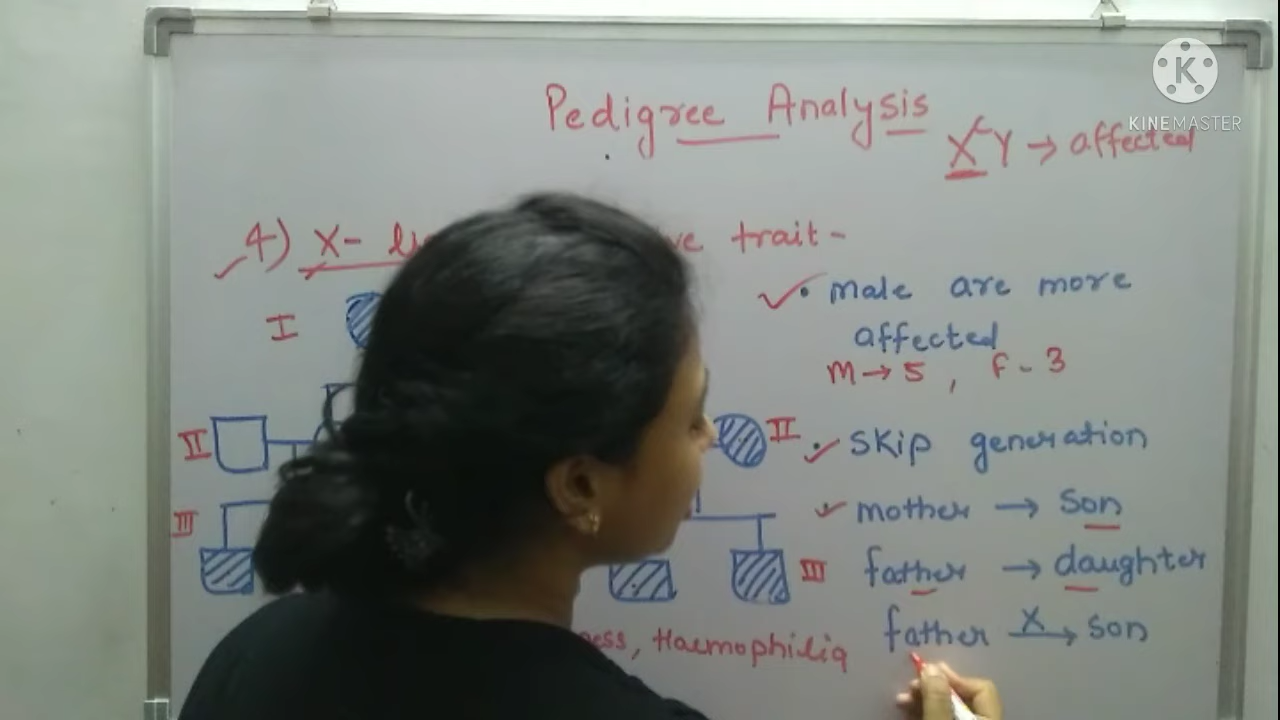 Pedigree Analysis
KINEMASTER
XᶜY → affected
4) X- trait-
I
• male are more
affected
M → 5 , F - 3
II
II • Skip generation
III
mother → son
III father → daughter
father X→ son
Haemophilia